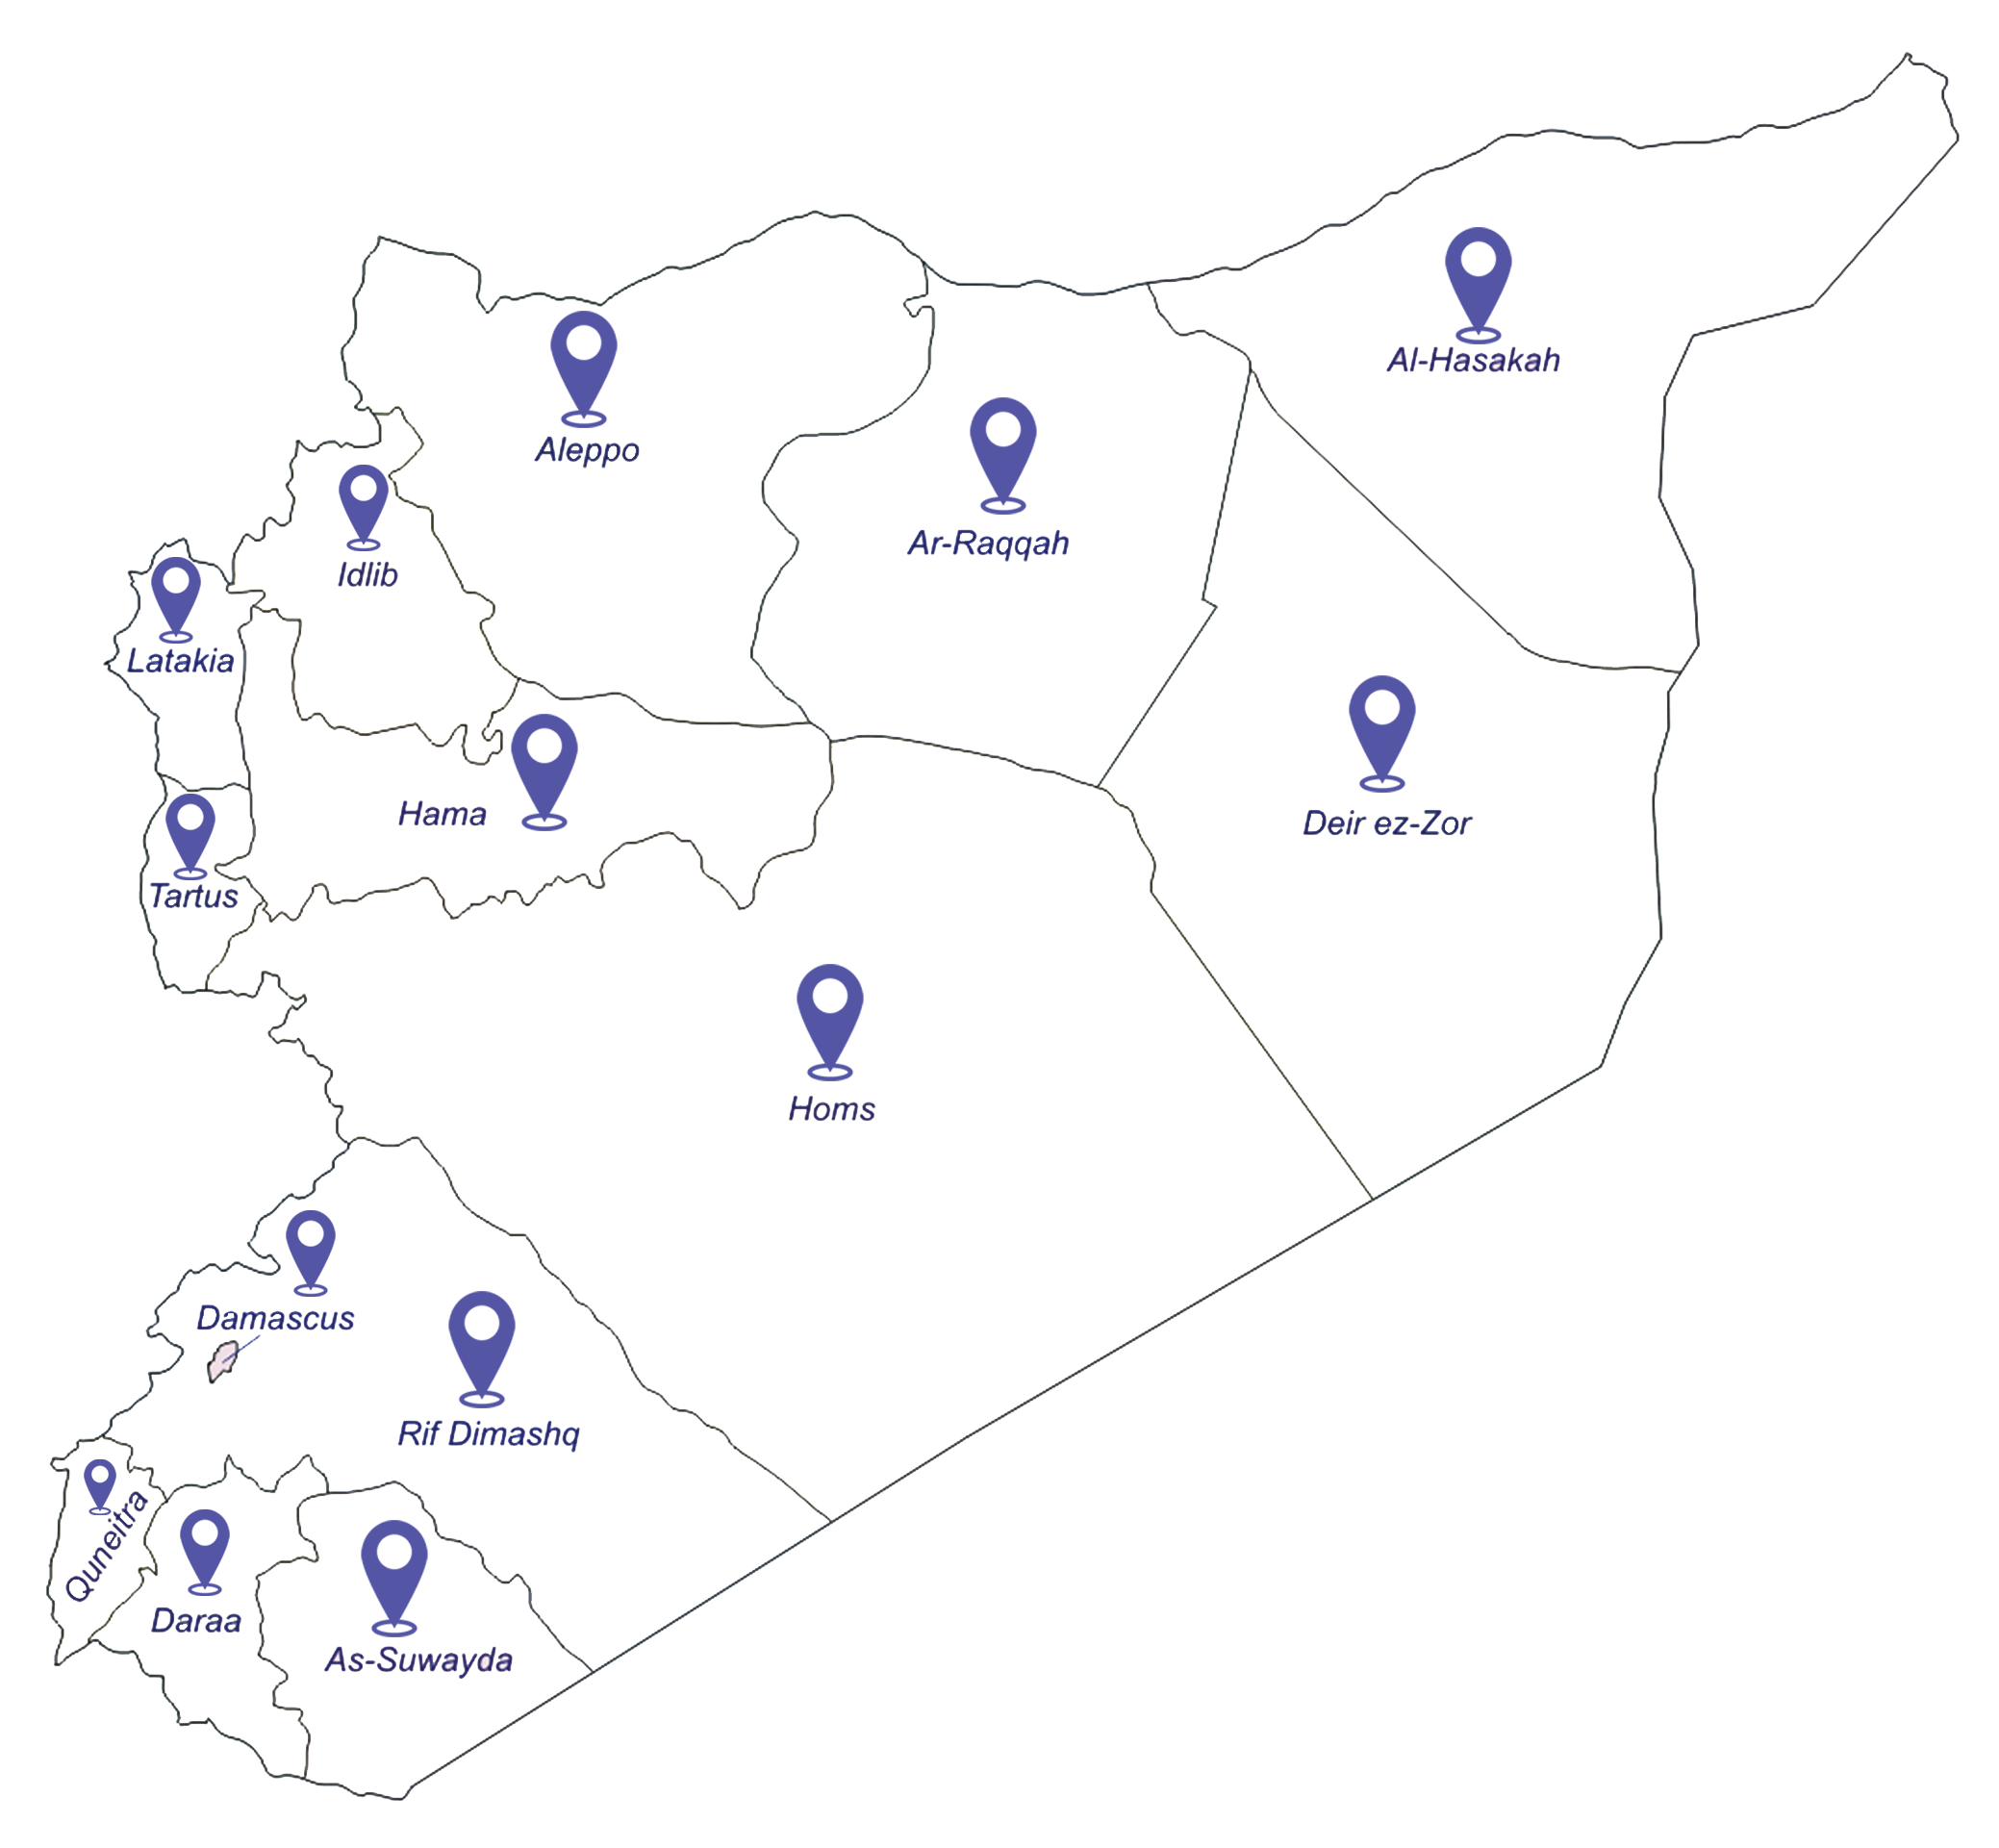 Al-Hasakah
Aleppo
Ar-Raqqah
Idlib
Latakia
Hama
Deir ez-Zor
Tartus
Homs
Damascus
Rif Dimashq
Quneitra
Daraa
As-Suwayda